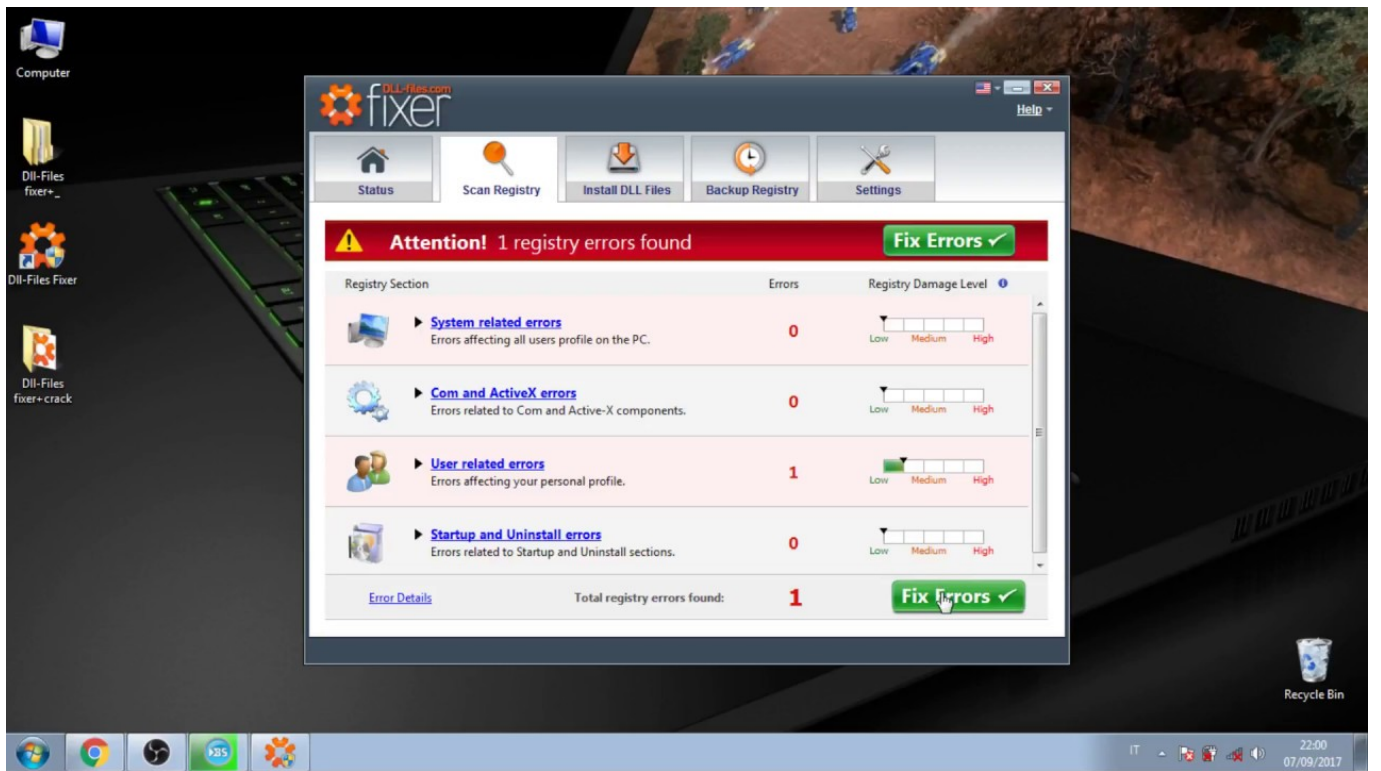 Computer
Dll-Files
fixer+_
Dll-Files Fixer
Dll-Files
fixer+crack
DLL-files.com
fixer
Help
Status
Scan Registry
Install DLL Files
Backup Registry
Settings
Attention! 1 registry errors found
Fix Errors
Registry Section
Errors
Registry Damage Level
System related errors
Errors affecting all users profile on the PC.
0
Low Medium High
Com and ActiveX errors
Errors related to Com and Active-X components.
0
Low Medium High
User related errors
Errors affecting your personal profile.
1
Low Medium High
Startup and Uninstall errors
Errors related to Startup and Uninstall sections.
0
Low Medium High
Error Details
Total registry errors found:
1
Fix Errors
Recycle Bin
IT
22:00
07/09/2017